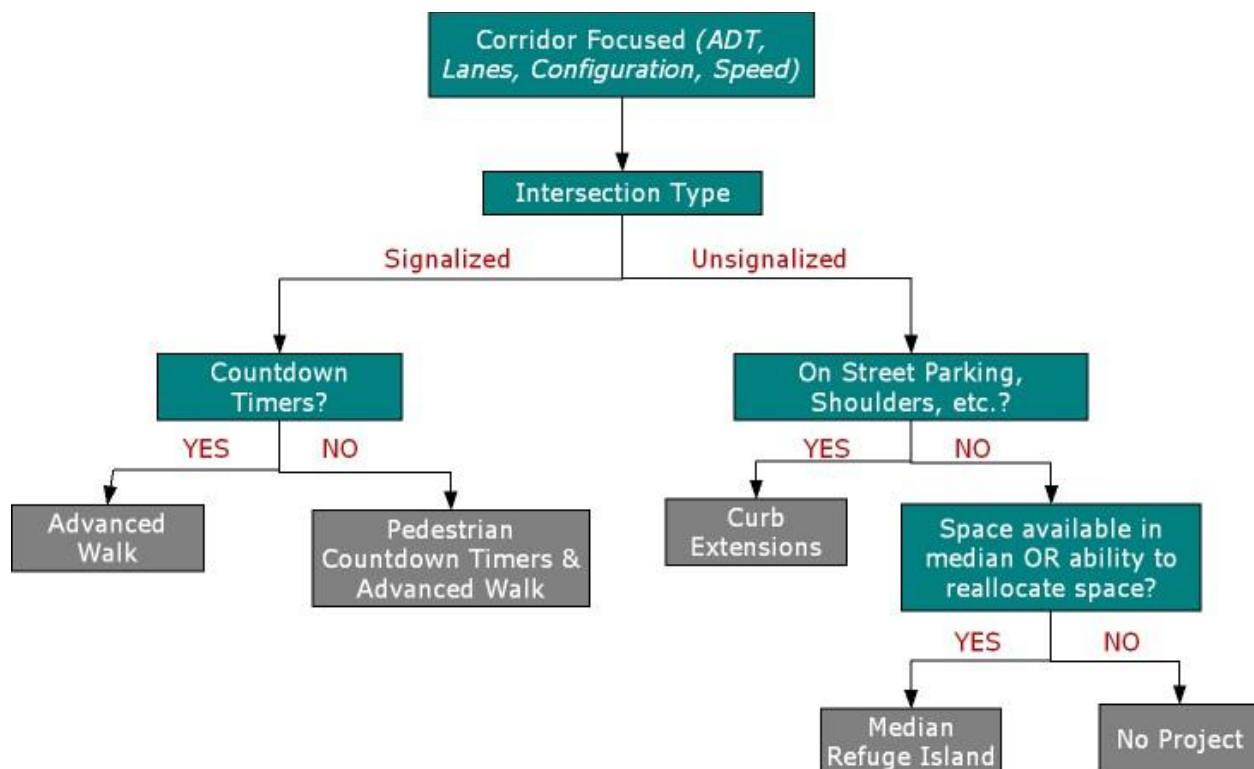 Corridor Focused (ADT,
Lanes, Configuration, Speed)
Intersection Type
Signalized
Unsignalized
Countdown
Timers?
On Street Parking,
Shoulders, etc.?
YES
NO
YES
NO
Advanced
Walk
Pedestrian
Countdown Timers &
Advanced Walk
Curb
Extensions
Space available in
median OR ability to
reallocate space?
YES
NO
Median
Refuge Island
No Project